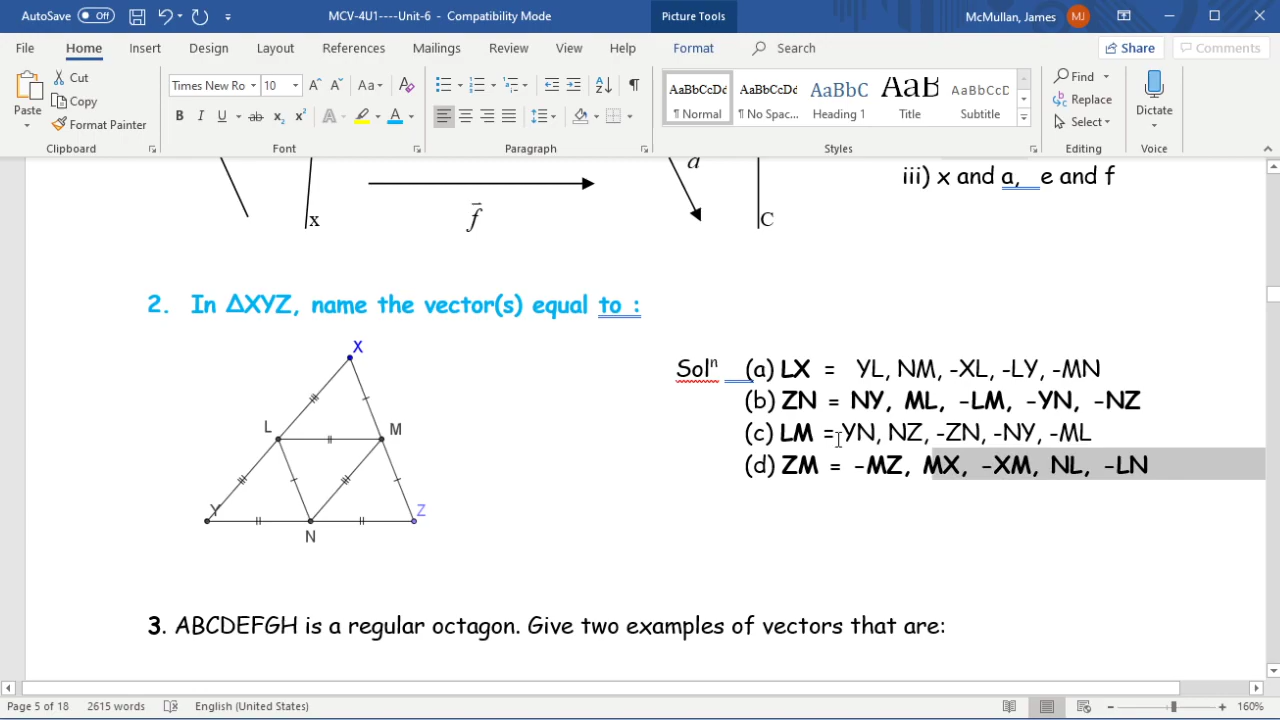 AutoSave Off MCV-4U1----Unit-6 - Compatibility Mode Picture Tools McMullan, James MJ
File Home Insert Design Layout References Mailings Review View Help Format Search Share Comments
Paste Cut Copy Format Painter
Times New Ro 10
AaBbCcDd AaBbCcDd AaBbC AaB AaBbCcD
¶ Normal ¶ No Spac... Heading 1 Title Subtitle
Find Replace Select Dictate
Clipboard Font Paragraph Styles Editing Voice
a iii) x and a, e and f
x f C
2. In ΔXYZ, name the vector(s) equal to :
X
L M
Y Z
N
Solⁿ (a) LX = YL, NM, -XL, -LY, -MN
(b) ZN = NY, ML, -LM, -YN, -NZ
(c) LM = YN, NZ, -ZN, -NY, -ML
(d) ZM = -MZ, MX, -XM, NL, -LN
3. ABCDEFGH is a regular octagon. Give two examples of vectors that are:
Page 5 of 18 2615 words English (United States) 160%